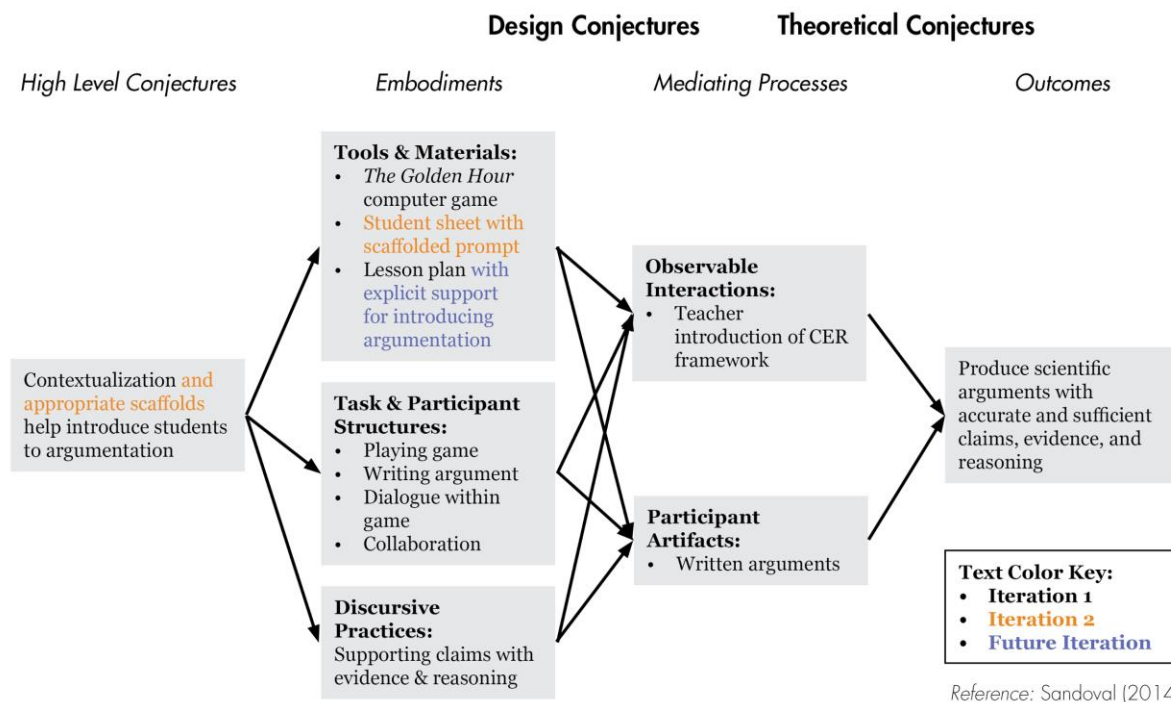 Design Conjectures
Theoretical Conjectures
High Level Conjectures
Embodiments
Mediating Processes
Outcomes
Contextualization and
appropriate scaffolds
help introduce students
to argumentation
Tools & Materials:
• The Golden Hour
computer game
• Student sheet with
scaffolded prompt
• Lesson plan with
explicit support
for introducing
argumentation
Task & Participant
Structures:
• Playing game
• Writing argument
• Dialogue within
game
• Collaboration
Discursive
Practices:
Supporting claims with
evidence & reasoning
Observable
Interactions:
• Teacher
introduction of CER
framework
Participant
Artifacts:
• Written arguments
Produce scientific
arguments with
accurate and sufficient
claims, evidence, and
reasoning
Text Color Key:
• Iteration 1
• Iteration 2
• Future Iteration
Reference: Sandoval (2014